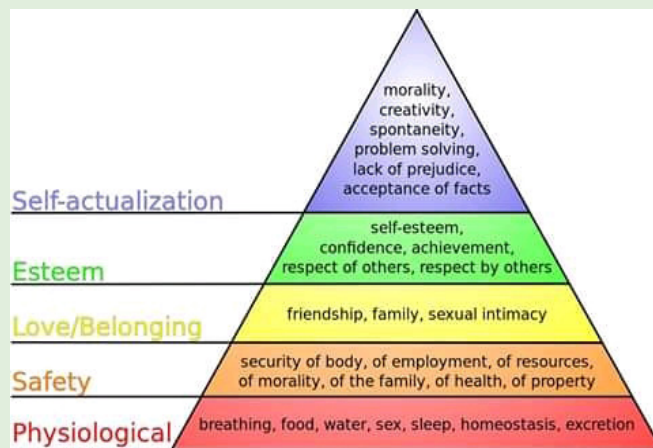 morality,
creativity,
spontaneity,
problem solving,
lack of prejudice,
acceptance of facts
Self-actualization
self-esteem,
confidence, achievement,
respect of others, respect by others
Esteem
friendship, family, sexual intimacy
Love/Belonging
security of body, of employment, of resources,
of morality, of the family, of health, of property
Safety
breathing, food, water, sex, sleep, homeostasis, excretion
Physiological